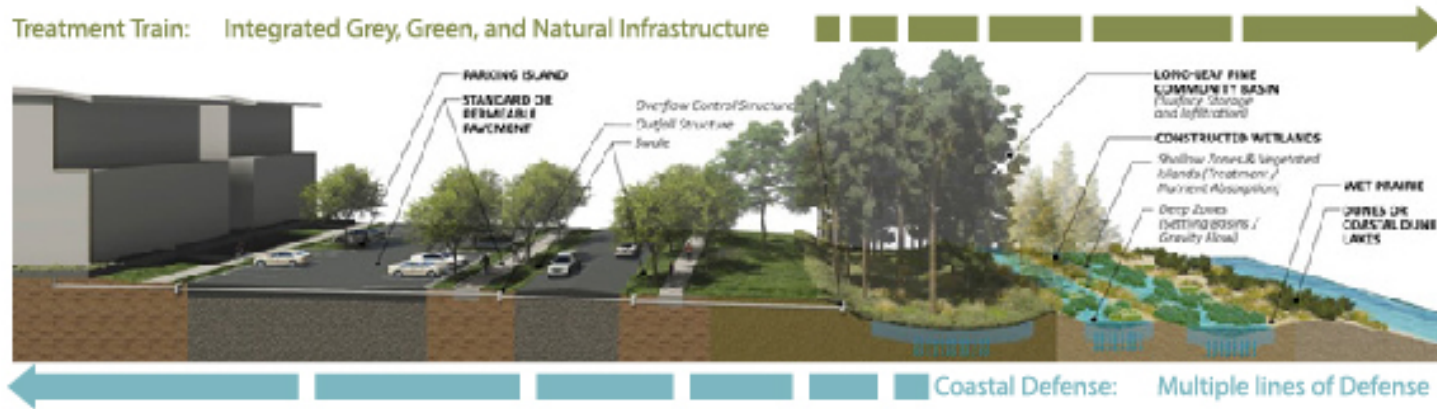 Treatment Train: Integrated Grey, Green, and Natural Infrastructure
PARKING ISLAND
STANDARD OR
PERMEABLE
PAVEMENT
Overflow Control Structure
Outfall Structure
Swale
LONG-LEAF PINE
COMMUNITY BASIN
and Infiltration)
CONSTRUCTED WETLANDS
Shallow Zones & Vegetated
Islands (Treatment /
Nutrient Absorption)
Deep Zones
(Settling Basins /
Gravity Flow)
WET PRAIRIE
DUNES OR
COASTAL DUNE
LAKES
Coastal Defense: Multiple lines of Defense